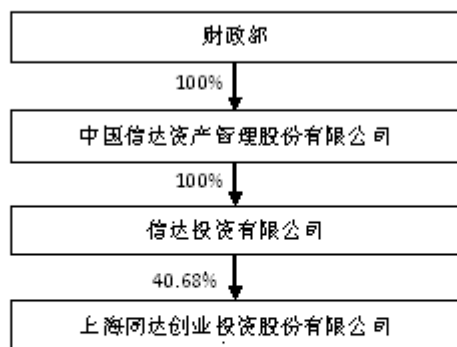 财政部
100%
中国信达资产管理股份有限公司
100%
信达投资有限公司
40.68%
上海同达创业投资股份有限公司